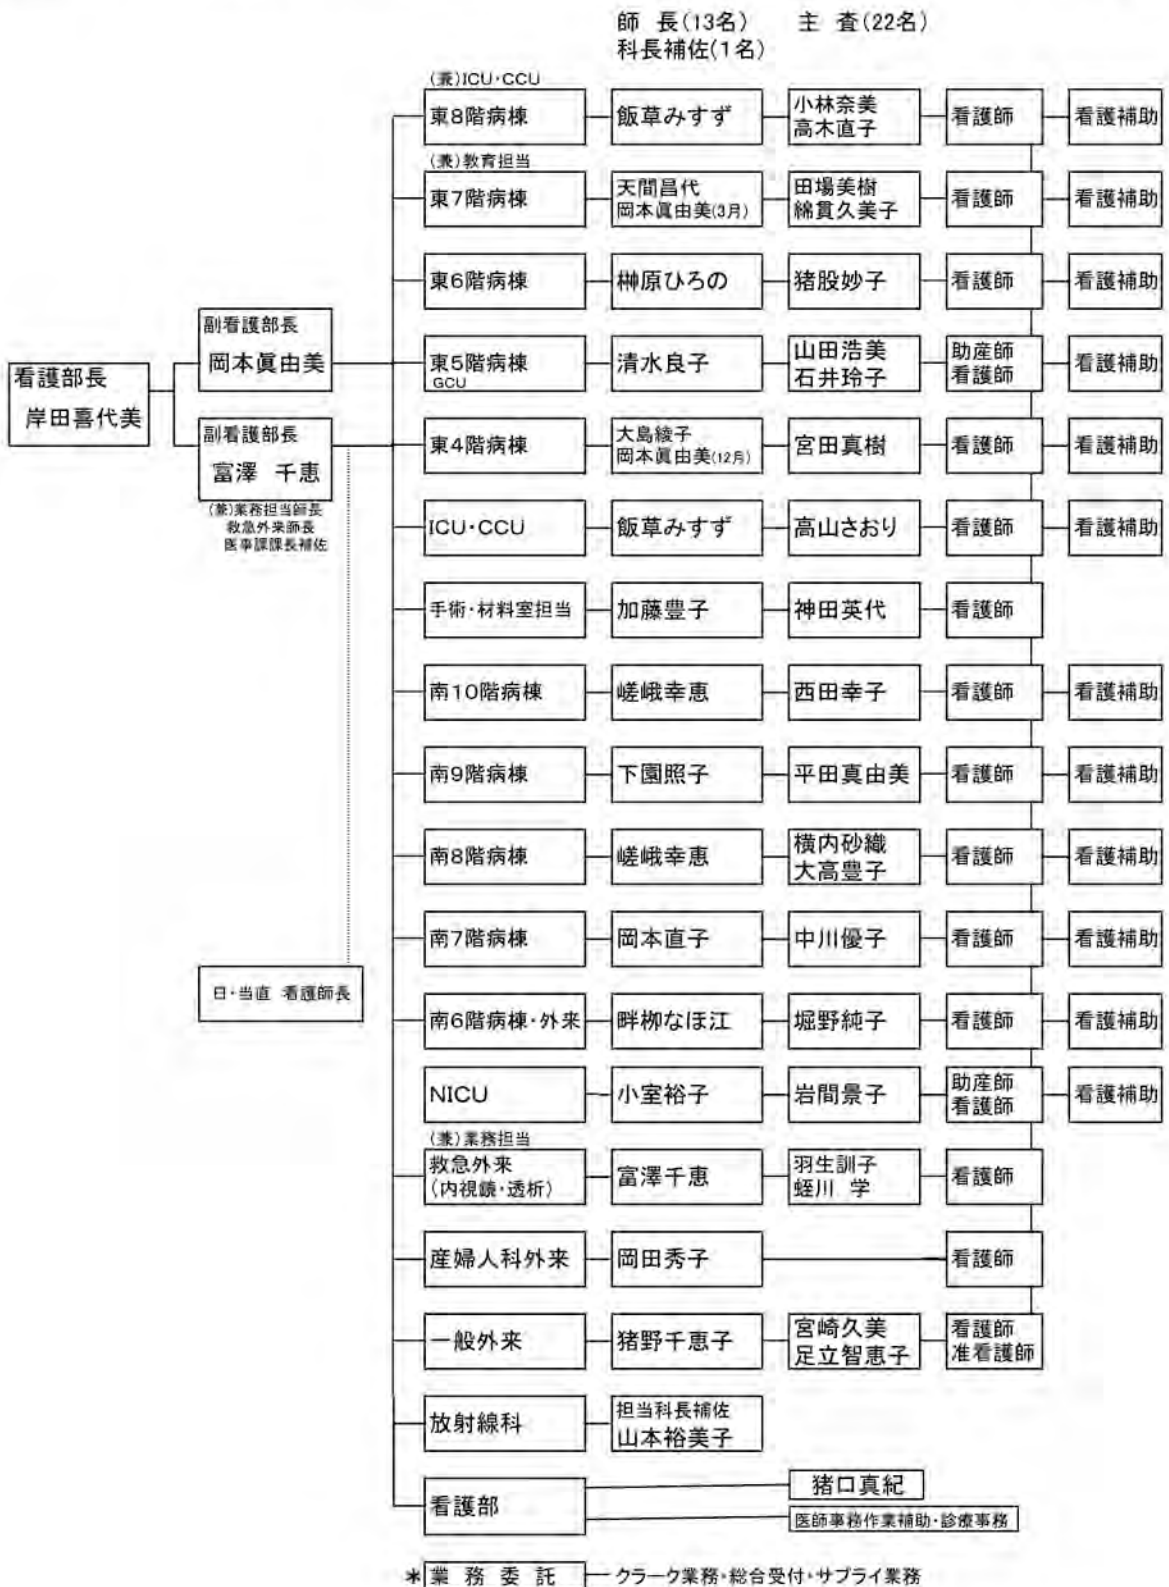 師 長(13名) 主 査(22名)
科長補佐(1名)
(兼)ICU・CCU
東8階病棟 飯草みすず 小林奈美 看護師 看護補助
高木直子
(兼)教育担当
東7階病棟 天間昌代 田場美樹 看護師 看護補助
岡本眞由美(3月) 綿貫久美子
東6階病棟 榊原ひろの 猪股妙子 看護師 看護補助
副看護部長
岡本眞由美
看護部長
岸田喜代美
東5階病棟 清水良子 山田浩美 助産師 看護補助
GCU 石井玲子 看護師
副看護部長
富澤 千恵
(兼)業務担当師長
救急外来師長
医事課課長補佐
東4階病棟 大島綾子 宮田真樹 看護師 看護補助
岡本眞由美(12月)
ICU・CCU 飯草みすず 高山さおり 看護師 看護補助
手術・材料室担当 加藤豊子 神田英代 看護師
南10階病棟 嵯峨幸恵 西田幸子 看護師 看護補助
南9階病棟 下園照子 平田真由美 看護師 看護補助
南8階病棟 嵯峨幸恵 横内砂織 看護師 看護補助
大高豊子
南7階病棟 岡本直子 中川優子 看護師 看護補助
日・当直 看護師長
南6階病棟・外来 畔柳なほ江 堀野純子 看護師 看護補助
NICU 小室裕子 岩間景子 助産師 看護補助
看護師
(兼)業務担当
救急外来 富澤千恵 羽生訓子 看護師
(内視鏡・透析) 蛭川 学
産婦人科外来 岡田秀子 看護師
一般外来 猪野千恵子 宮崎久美 看護師
足立智恵子 准看護師
放射線科 担当科長補佐
山本裕美子
看護部 猪口真紀
医師事務作業補助・診療事務
*業 務 委 託 クラーク業務・総合受付・サプライ業務